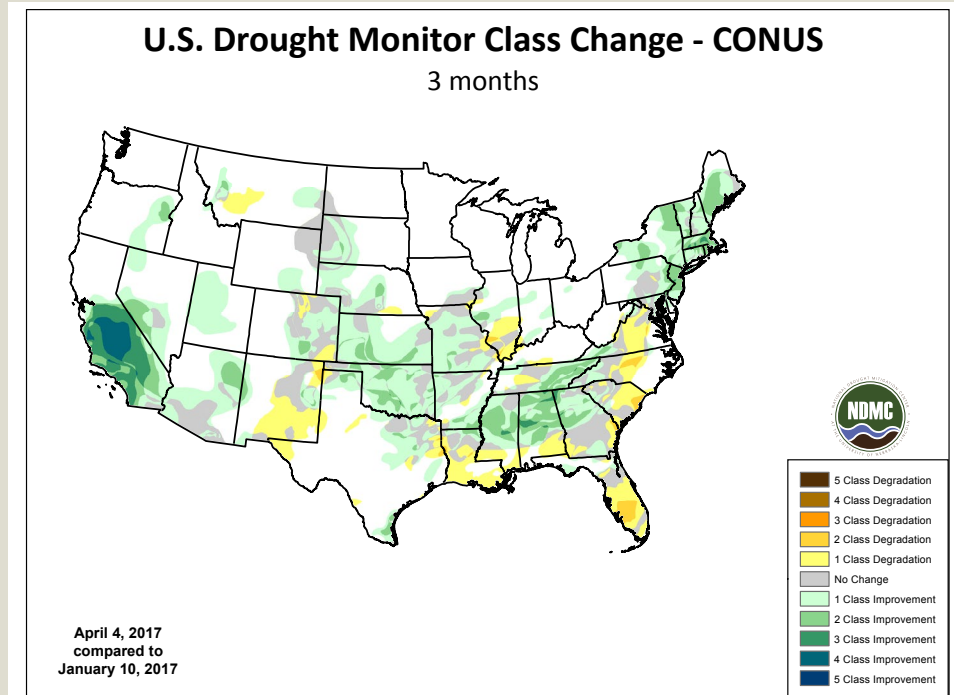 U.S. Drought Monitor Class Change - CONUS
3 months
NDMC
5 Class Degradation
4 Class Degradation
3 Class Degradation
2 Class Degradation
1 Class Degradation
No Change
1 Class Improvement
2 Class Improvement
3 Class Improvement
4 Class Improvement
5 Class Improvement
April 4, 2017
compared to
January 10, 2017